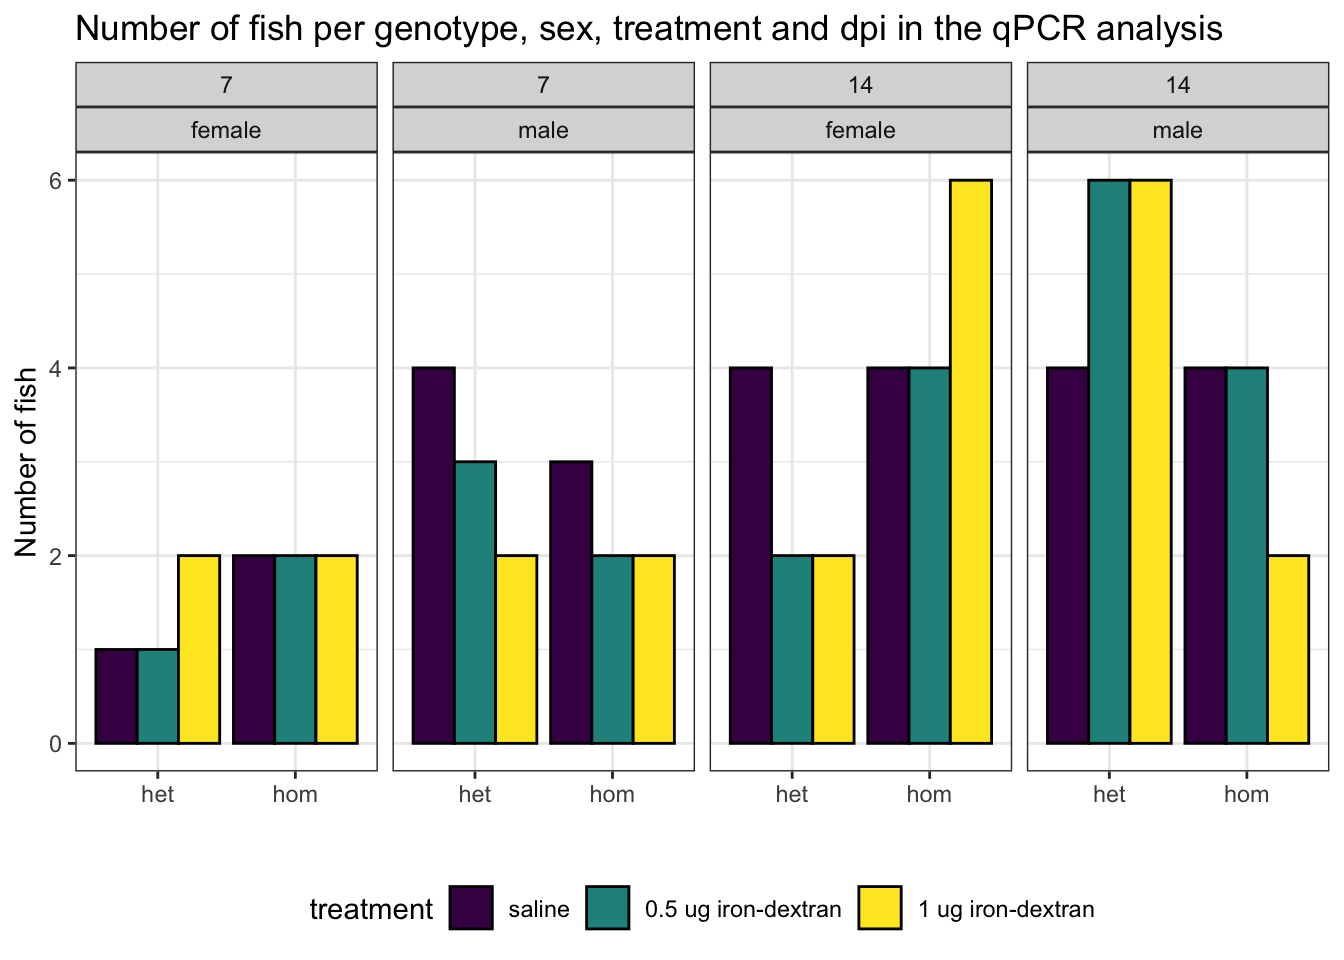 Number of fish per genotype, sex, treatment and dpi in the qPCR analysis
7 7 14 14
female male female male
Number of fish
6
4
2
0
het hom het hom het hom het hom
treatment saline 0.5 ug iron-dextran 1 ug iron-dextran